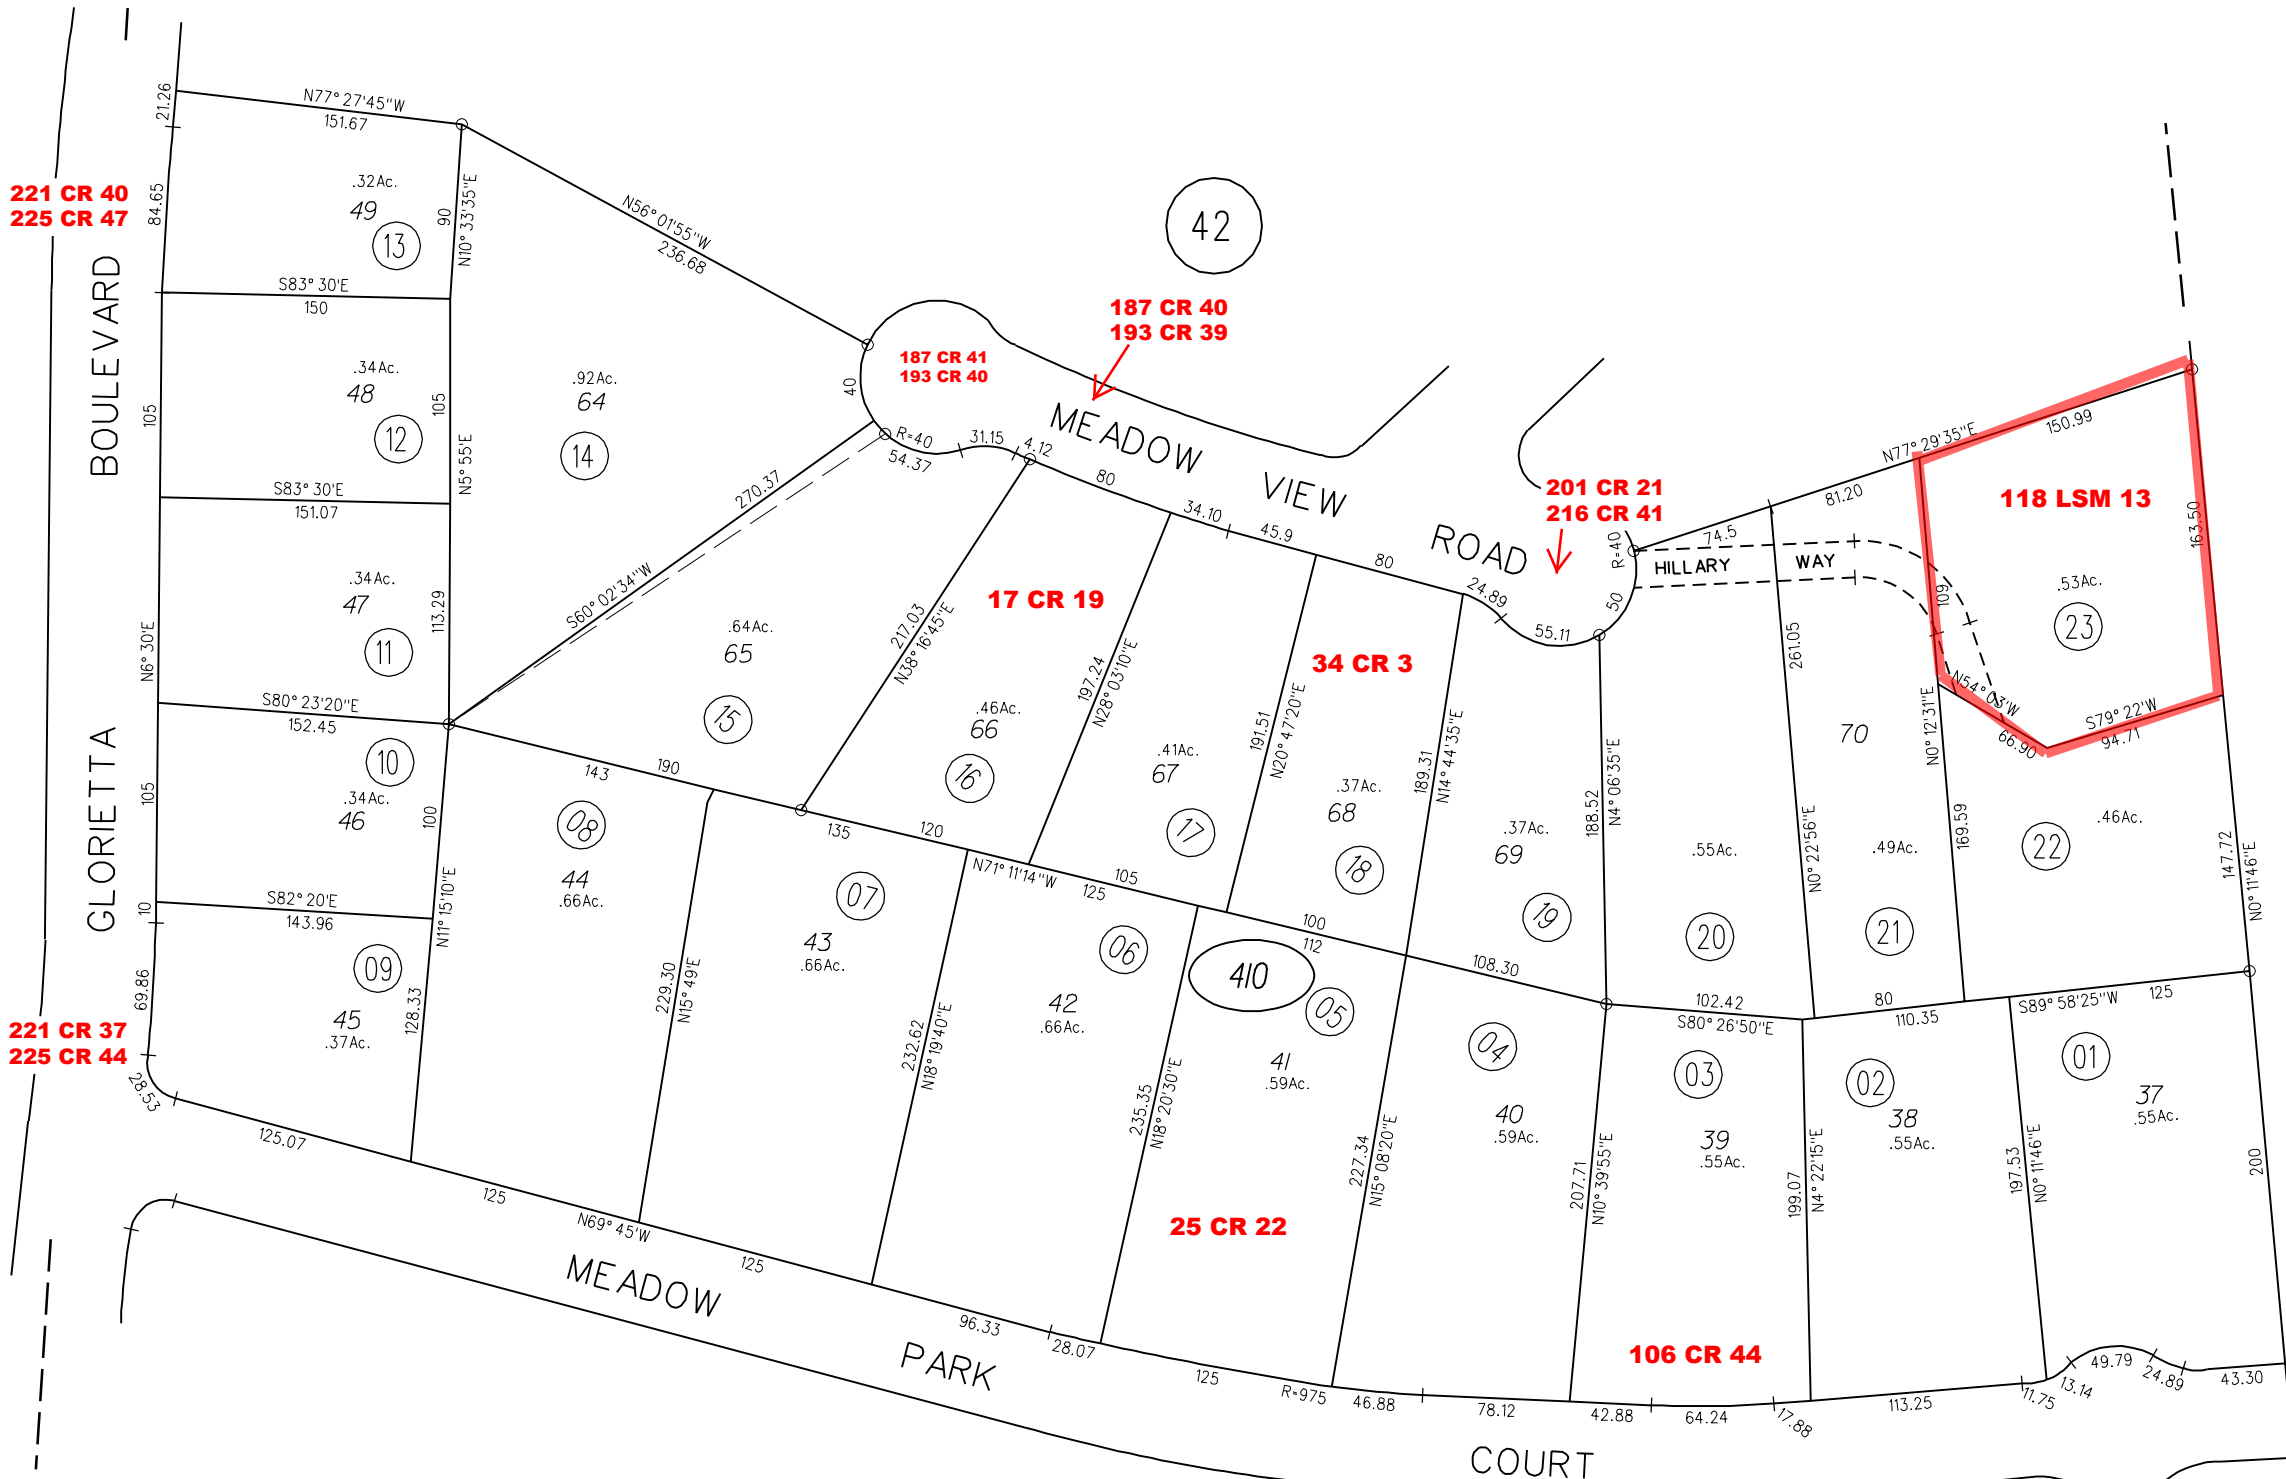 21.26
N77° 27'45"W
151.67
.32Ac.
49
13
84.65
90
N10° 33'35"E
221 CR 40
225 CR 47
N56° 01'55"W
236.68
42
S83° 30'E
150
BOULEVARD
187 CR 40
193 CR 39
187 CR 41
193 CR 40
.34Ac.
48
12
105
105
N5° 55'E
.92Ac.
64
14
40
R=40
54.37
31.15
4.12
MEADOW
VIEW
ROAD
80
34.10
45.9
80
24.89
55.11
50
R=40
201 CR 21
216 CR 41
N77° 29'35"E
150.99
81.20
74.5
118 LSM 13
163.50
HILLARY
WAY
109
.53Ac.
23
S83° 30'E
151.07
270.37
S60° 02'34"W
.34Ac.
47
11
113.29
N6° 30'E
.64Ac.
65
15
217.03
N38° 16'45"E
17 CR 19
.46Ac.
66
16
197.24
N28° 03'10"E
.41Ac.
67
17
191.51
N20° 47'20"E
34 CR 3
.37Ac.
68
18
189.31
N14° 44'35"E
.37Ac.
69
19
188.52
N4° 06'35"E
.55Ac.
20
261.05
N0° 22'56"E
70
.49Ac.
21
N0° 12'31"E
169.59
N54° 03'W
66.90
S79° 22'W
94.71
.46Ac.
22
147.72
N0° 11'46"E
S80° 23'20"E
152.45
10
.34Ac.
46
105
100
GLORIETTA
143
190
135
120
N71° 11'14"W
125
105
100
112
108.30
102.42
S80° 26'50"E
80
110.35
S89° 58'25"W
125
10
S82° 20'E
143.96
N11° 15'10"E
09
45
.37Ac.
69.86
128.33
221 CR 37
225 CR 44
28.53
08
44
.66Ac.
229.30
N15° 49'E
07
43
.66Ac.
232.62
N18° 19'40"E
06
42
.66Ac.
235.35
N18° 20'30"E
410
05
41
.59Ac.
227.34
N15° 08'20"E
04
40
.59Ac.
207.71
N10° 39'55"E
03
39
.55Ac.
199.07
N4° 22'15"E
02
38
.55Ac.
197.53
N0° 11'46"E
01
37
.55Ac.
200
25 CR 22
106 CR 44
125.07
125
N69° 45'W
125
96.33
28.07
125
R=975
46.88
78.12
42.88
64.24
17.88
113.25
11.75
13.14
49.79
24.89
43.30
MEADOW
PARK
COURT